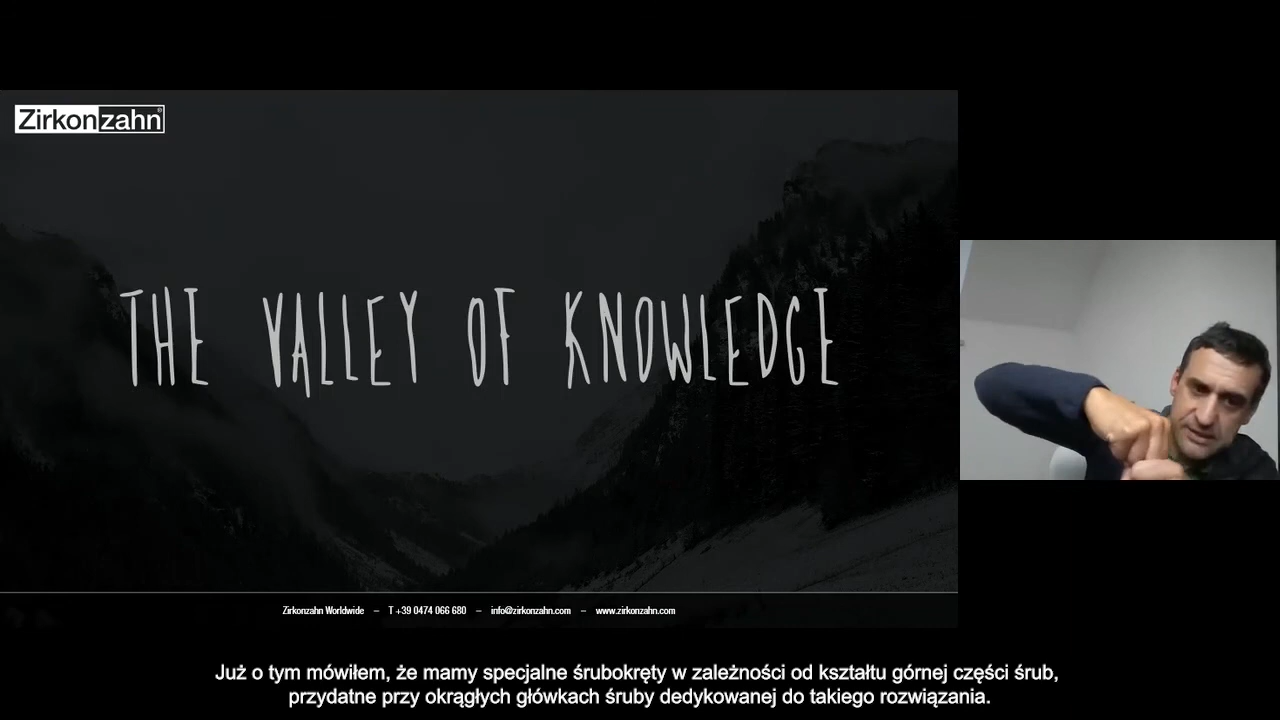 Zirkonzahn®
THE VALLEY OF KNOWLEDGE
Zirkonzahn Worldwide – T +39 0474 066 680 – info@zirkonzahn.com – www.zirkonzahn.com
Już o tym mówiłem, że mamy specjalne śrubokręty w zależności od kształtu górnej części śrub,
przydatne przy okrągłych główkach śruby dedykowanej do takiego rozwiązania.